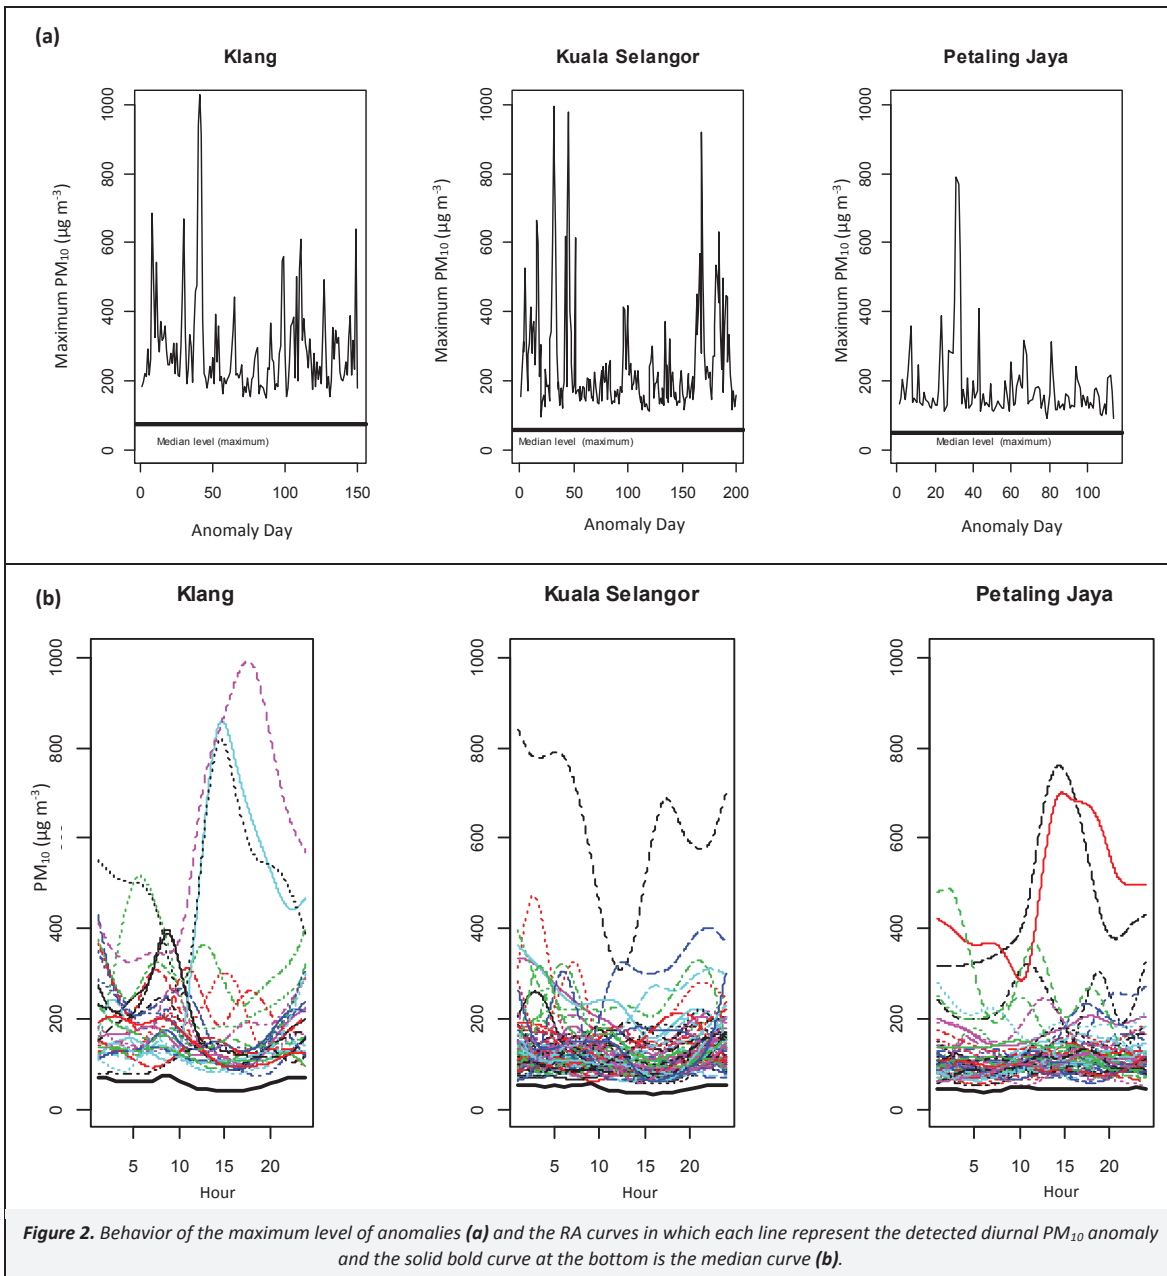 (a)
Klang
Kuala Selangor
Petaling Jaya
Maximum PM₁₀ (µg m⁻³)
1000
800
600
400
200
0
Median level (maximum)
0 50 100 150
Anomaly Day
Maximum PM₁₀ (µg m⁻³)
1000
800
600
400
200
0
Median level (maximum)
0 50 100 150 200
Anomaly Day
Maximum PM₁₀ (µg m⁻³)
1000
800
600
400
200
0
Median level (maximum)
0 20 40 60 80 100
Anomaly Day
(b)
Klang
Kuala Selangor
Petaling Jaya
PM₁₀ (µg m⁻³)
1000
800
600
400
200
0
5 10 15 20
Hour
1000
800
600
400
200
0
5 10 15 20
Hour
1000
800
600
400
200
0
5 10 15 20
Hour
Figure 2. Behavior of the maximum level of anomalies (a) and the RA curves in which each line represent the detected diurnal PM₁₀ anomaly
and the solid bold curve at the bottom is the median curve (b).